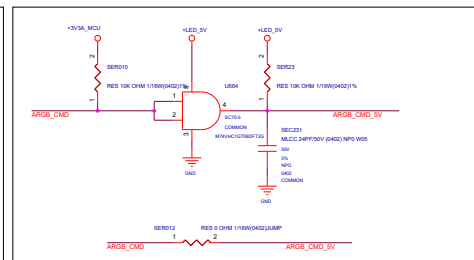 +3V3A_MCU
+LED_5V
+LED_5V
2
SER010
RES 10K OHM 1/16W(0402)1%
1
5
U664
1
2
4
3
SC70-5
COMMON
M74VHC1GT08DFT3G
2
SER23
RES 10K OHM 1/16W(0402)1%
1
ARGB_CMD
ARGB_CMD_5V
SEC231
MLCC 24PF/50V (0402) NP0 W05
50V
5%
NPO
0402
COMMON
GND
GND
SER012
RES 0 OHM 1/16W(0402)JUMP
ARGB_CMD
1
2
ARGB_CMD_5V